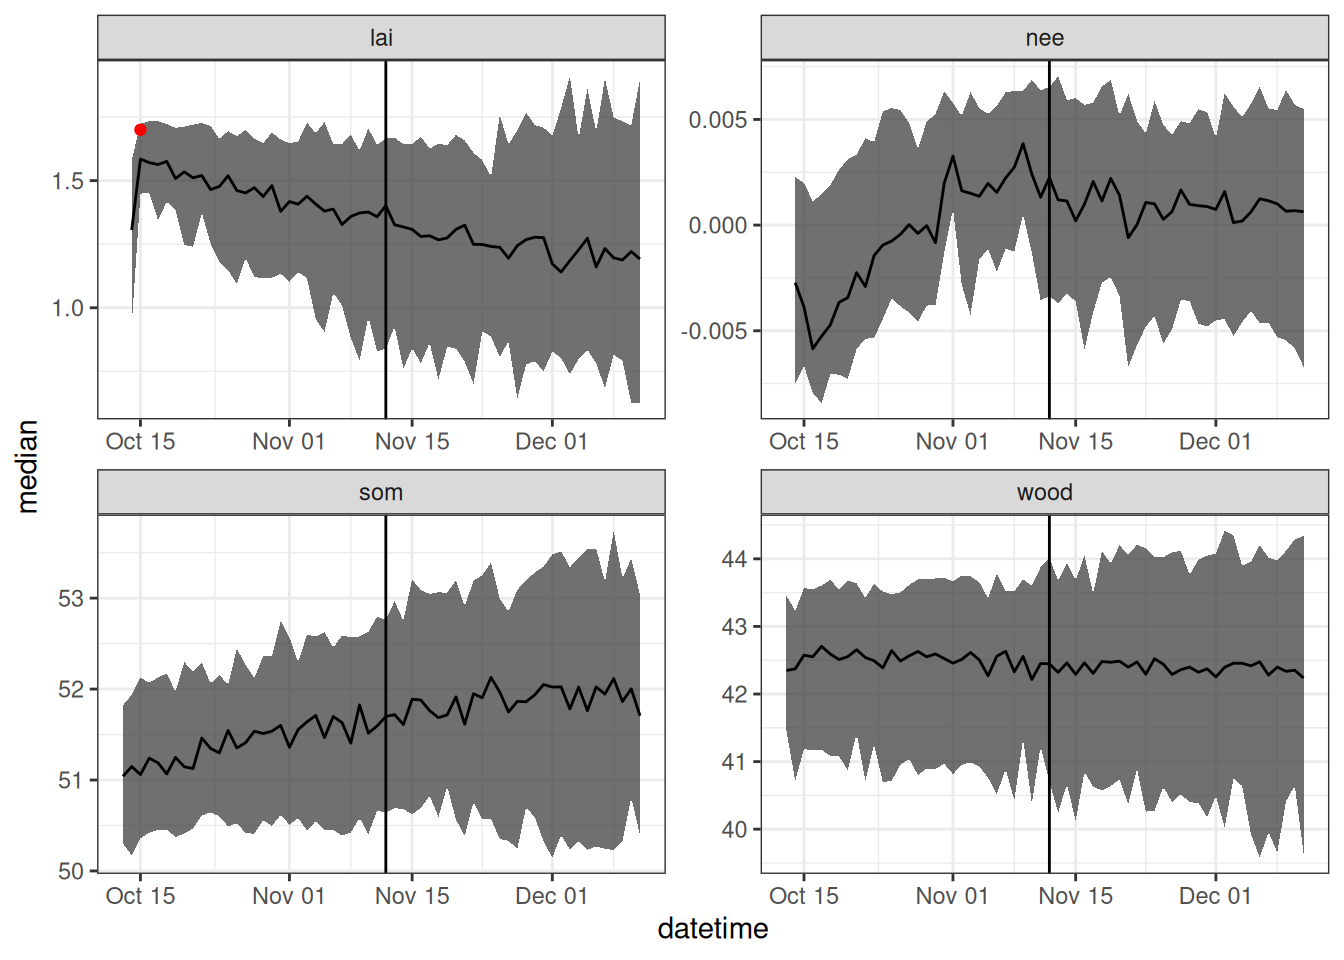 lai
nee
1.5
1.0
0.005
0.000
-0.005
Oct 15 Nov 01 Nov 15 Dec 01
Oct 15 Nov 01 Nov 15 Dec 01
median
som
wood
53
52
51
50
44
43
42
41
40
Oct 15 Nov 01 Nov 15 Dec 01
Oct 15 Nov 01 Nov 15 Dec 01
datetime